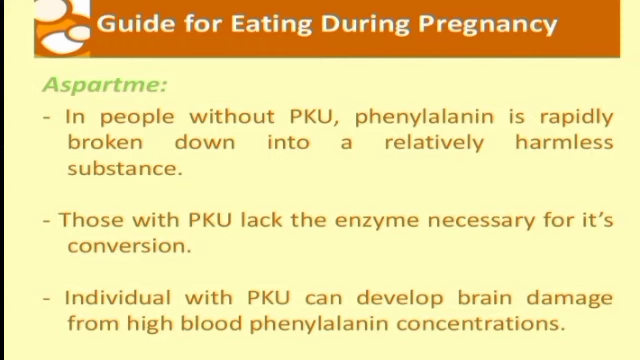 Guide for Eating During Pregnancy
Aspartme:
- In people without PKU, phenylalanin is rapidly
broken down into a relatively harmless
substance.
- Those with PKU lack the enzyme necessary for it's
conversion.
- Individual with PKU can develop brain damage
from high blood phenylalanin concentrations.